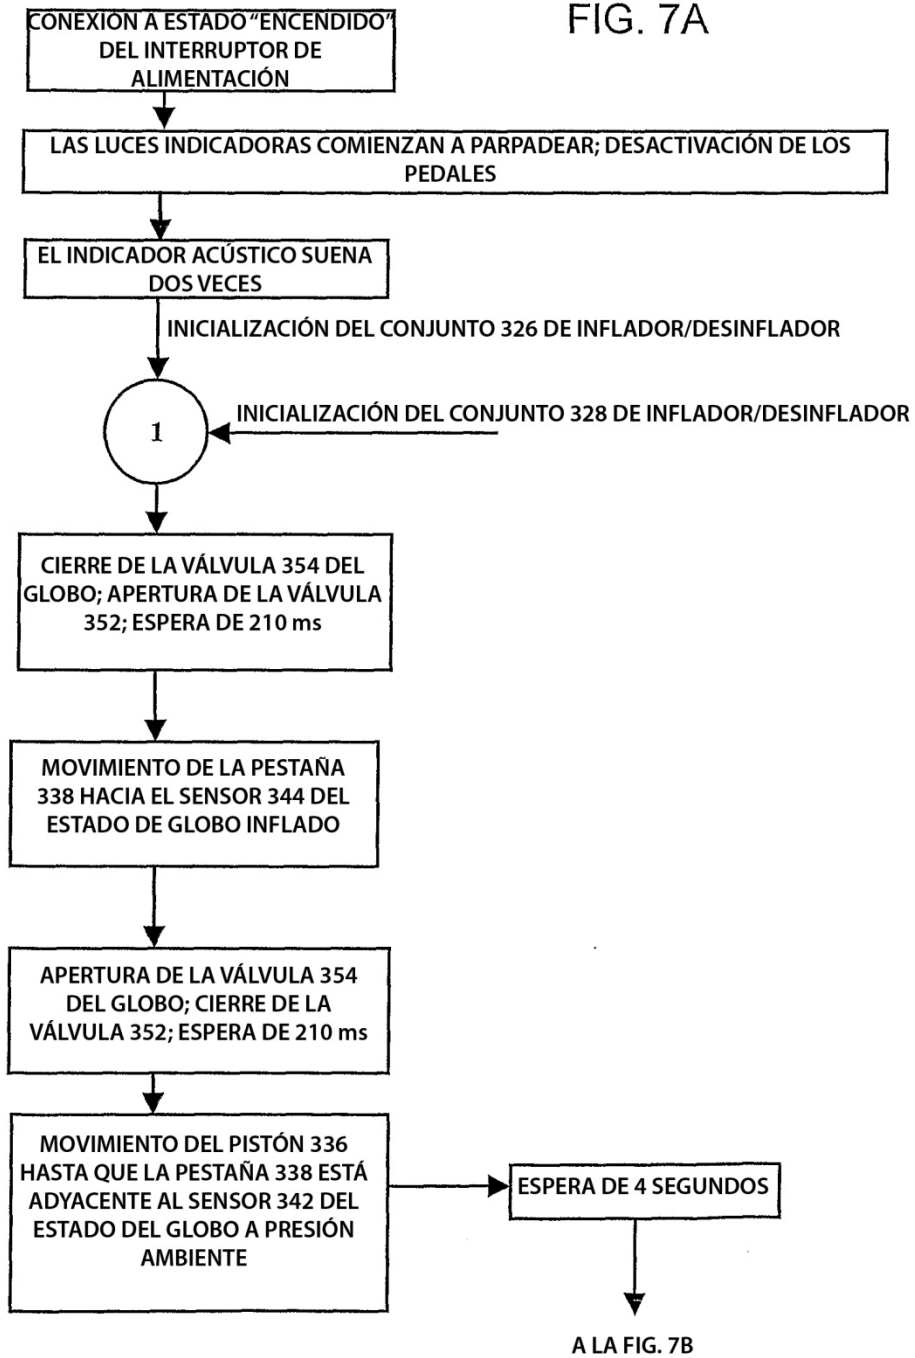 FIG. 7A
CONEXIÓN A ESTADO “ENCENDIDO”
DEL INTERRUPTOR DE
ALIMENTACIÓN
LAS LUCES INDICADORAS COMIENZAN A PARPADEAR; DESACTIVACIÓN DE LOS
PEDALES
EL INDICADOR ACÚSTICO SUENA
DOS VECES
INICIALIZACIÓN DEL CONJUNTO 326 DE INFLADOR/DESINFLADOR
1
INICIALIZACIÓN DEL CONJUNTO 328 DE INFLADOR/DESINFLADOR
CIERRE DE LA VÁLVULA 354 DEL
GLOBO; APERTURA DE LA VÁLVULA
352; ESPERA DE 210 ms
MOVIMIENTO DE LA PESTAÑA
338 HACIA EL SENSOR 344 DEL
ESTADO DE GLOBO INFLADO
APERTURA DE LA VÁLVULA 354
DEL GLOBO; CIERRE DE LA
VÁLVULA 352; ESPERA DE 210 ms
MOVIMIENTO DEL PISTÓN 336
HASTA QUE LA PESTAÑA 338 ESTÁ
ADYACENTE AL SENSOR 342 DEL
ESTADO DEL GLOBO A PRESIÓN
AMBIENTE
ESPERA DE 4 SEGUNDOS
A LA FIG. 7B